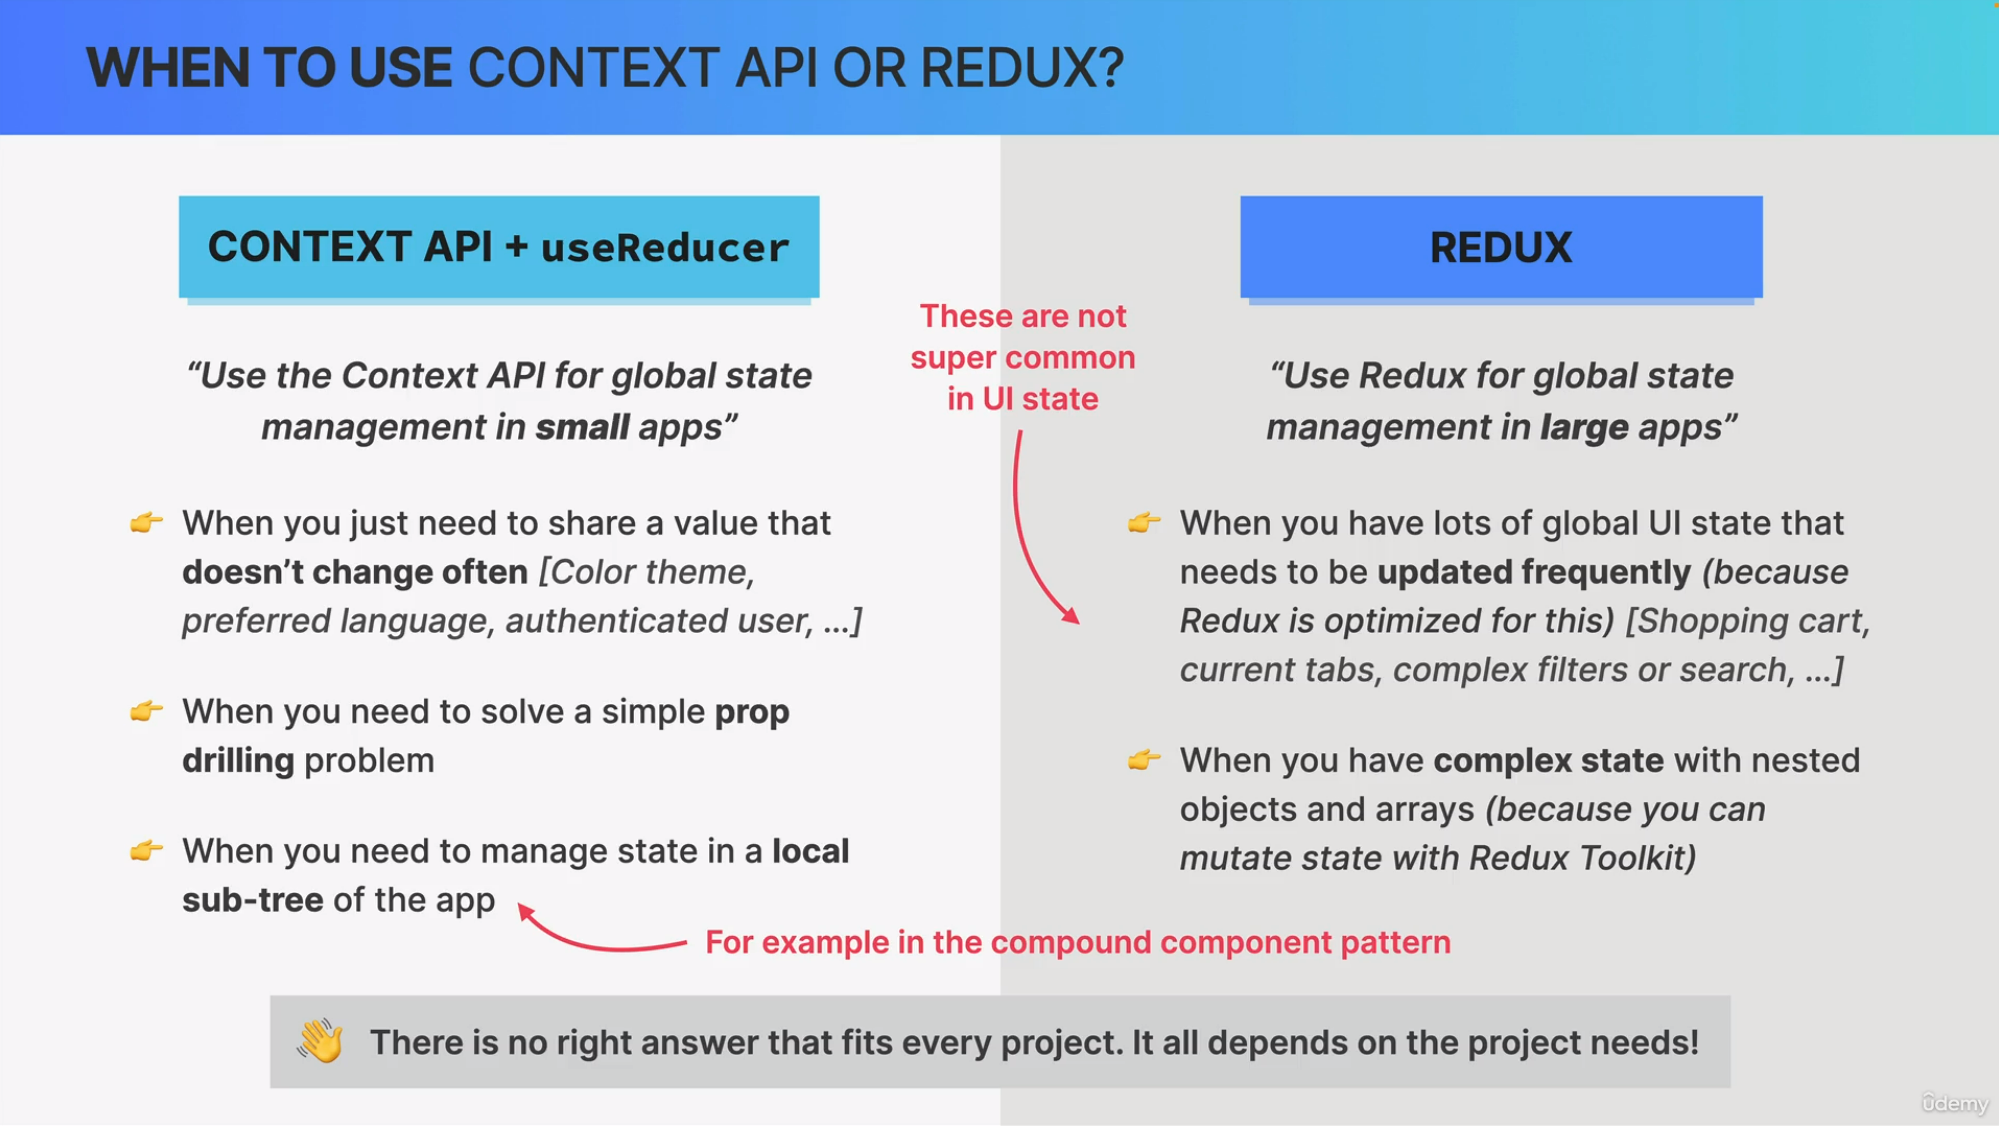 WHEN TO USE CONTEXT API OR REDUX?
CONTEXT API + useReducer
“Use the Context API for global state
management in small apps”
👉 When you just need to share a value that
doesn’t change often [Color theme,
preferred language, authenticated user, …]
👉 When you need to solve a simple prop
drilling problem
👉 When you need to manage state in a local
sub-tree of the app
For example in the compound component pattern
These are not
super common
in UI state
REDUX
“Use Redux for global state
management in large apps”
👉 When you have lots of global UI state that
needs to be updated frequently (because
Redux is optimized for this) [Shopping cart,
current tabs, complex filters or search, …]
👉 When you have complex state with nested
objects and arrays (because you can
mutate state with Redux Toolkit)
👋 There is no right answer that fits every project. It all depends on the project needs!
ûdemy